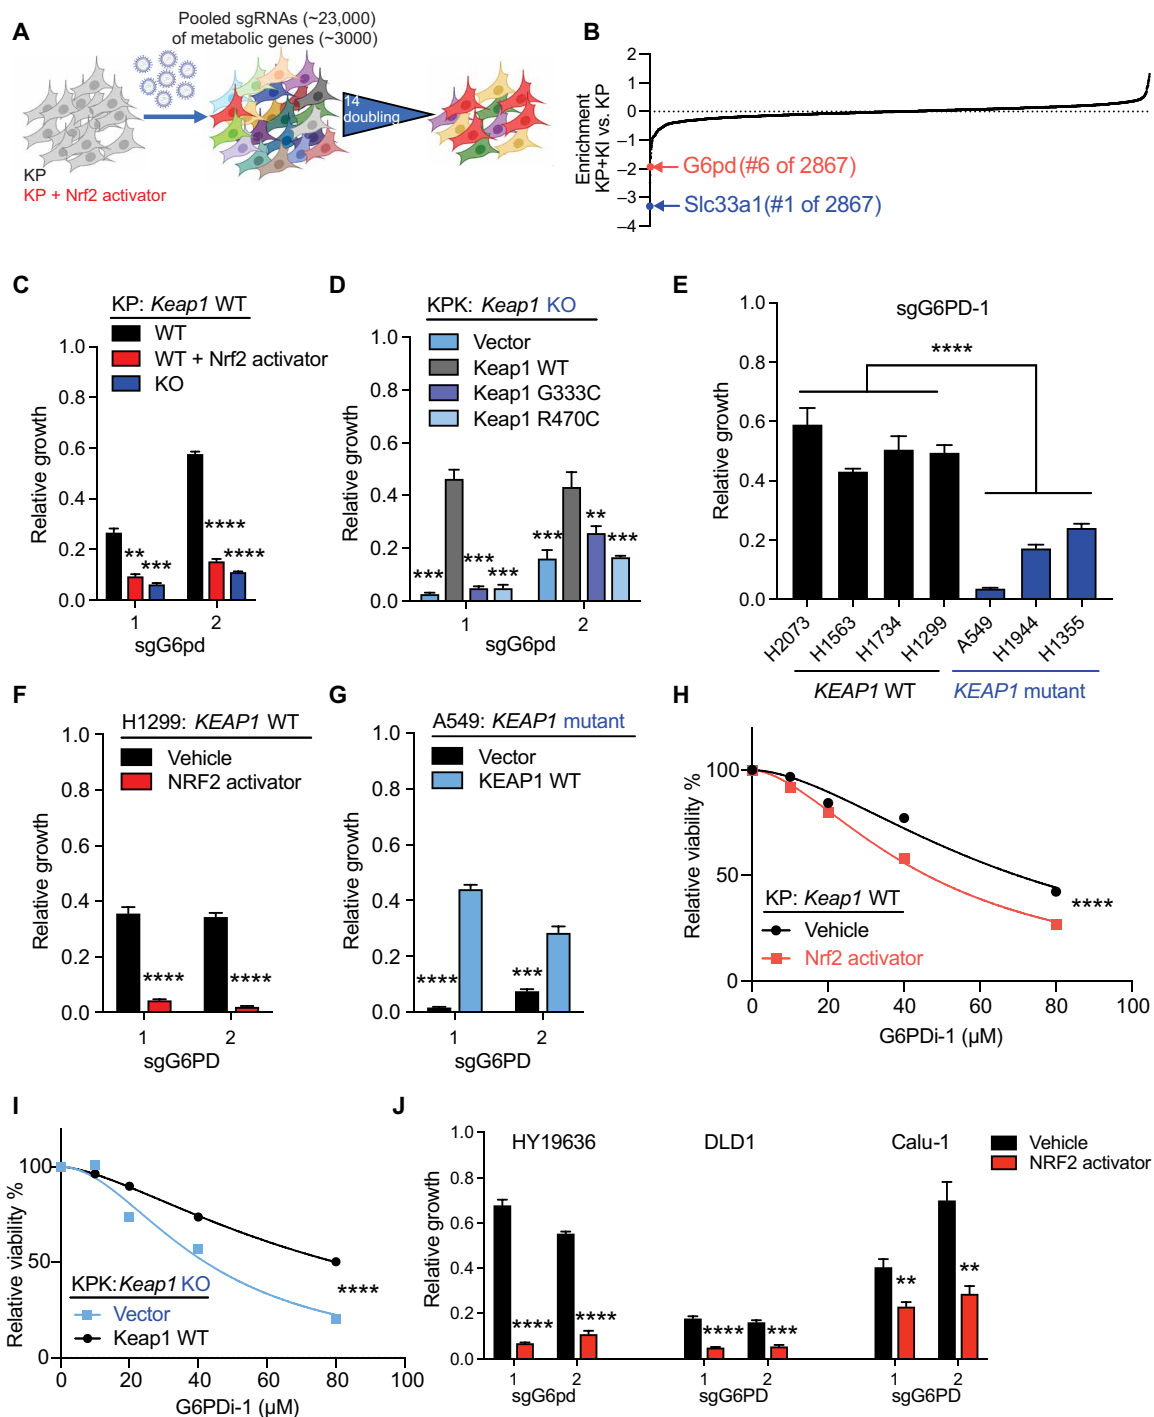 A
Pooled sgRNAs (~23,000)
of metabolic genes (~3000)
14
doubling
KP
KP + Nrf2 activator
B
Enrichment
KP+KI vs. KP
2
1
0
–1
–2
–3
–4
G6pd (#6 of 2867)
Slc33a1(#1 of 2867)
C
KP: Keap1 WT
WT
WT + Nrf2 activator
KO
Relative growth
1.0
0.8
0.6
0.4
0.2
0.0
** *** **** ****
1 2
sgG6pd
D
KPK: Keap1 KO
Vector
Keap1 WT
Keap1 G333C
Keap1 R470C
Relative growth
1.0
0.8
0.6
0.4
0.2
0.0
*** *** *** *** ** ***
1 2
sgG6pd
E
sgG6PD-1
****
Relative growth
1.0
0.8
0.6
0.4
0.2
0.0
H2073 H1563 H1734 H1299 A549 H1944 H1355
KEAP1 WT KEAP1 mutant
F
H1299: KEAP1 WT
Vehicle
NRF2 activator
Relative growth
1.0
0.8
0.6
0.4
0.2
0.0
**** ****
1 2
sgG6PD
G
A549: KEAP1 mutant
Vector
KEAP1 WT
Relative growth
1.0
0.8
0.6
0.4
0.2
0.0
**** ***
1 2
sgG6PD
H
Relative viability %
100
50
0
KP: Keap1 WT
Vehicle
Nrf2 activator
****
0 20 40 60 80 100
G6PDi-1 (µM)
I
Relative viability %
100
50
0
KPK: Keap1 KO
Vector
Keap1 WT
****
0 20 40 60 80 100
G6PDi-1 (µM)
J
HY19636 DLD1 Calu-1
Vehicle
NRF2 activator
Relative growth
1.0
0.8
0.6
0.4
0.2
0.0
**** **** **** *** ** **
1 2 1 2 1 2
sgG6pd sgG6PD sgG6PD